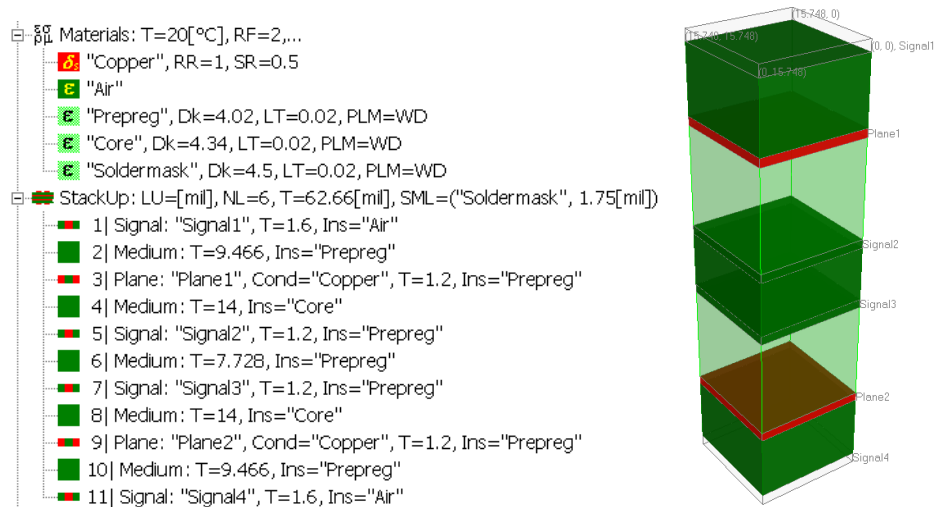 Materials: T=20[ºC], RF=2,...
"Copper", RR=1, SR=0.5
"Air"
"Prepreg", Dk=4.02, LT=0.02, PLM=WD
"Core", Dk=4.34, LT=0.02, PLM=WD
"Soldermask", Dk=4.5, LT=0.02, PLM=WD
StackUp: LU=[mil], NL=6, T=62.66[mil], SML=("Soldermask", 1.75[mil])
1| Signal: "Signal1", T=1.6, Ins="Air"
2| Medium: T=9.466, Ins="Prepreg"
3| Plane: "Plane1", Cond="Copper", T=1.2, Ins="Prepreg"
4| Medium: T=14, Ins="Core"
5| Signal: "Signal2", T=1.2, Ins="Prepreg"
6| Medium: T=7.728, Ins="Prepreg"
7| Signal: "Signal3", T=1.2, Ins="Prepreg"
8| Medium: T=14, Ins="Core"
9| Plane: "Plane2", Cond="Copper", T=1.2, Ins="Prepreg"
10| Medium: T=9.466, Ins="Prepreg"
11| Signal: "Signal4", T=1.6, Ins="Air"
(15.748, 0)
(15.748, 15.748)
(0, 0), Signal1
(0, 15.748)
Plane1
Signal2
Signal3
Plane2
Signal4